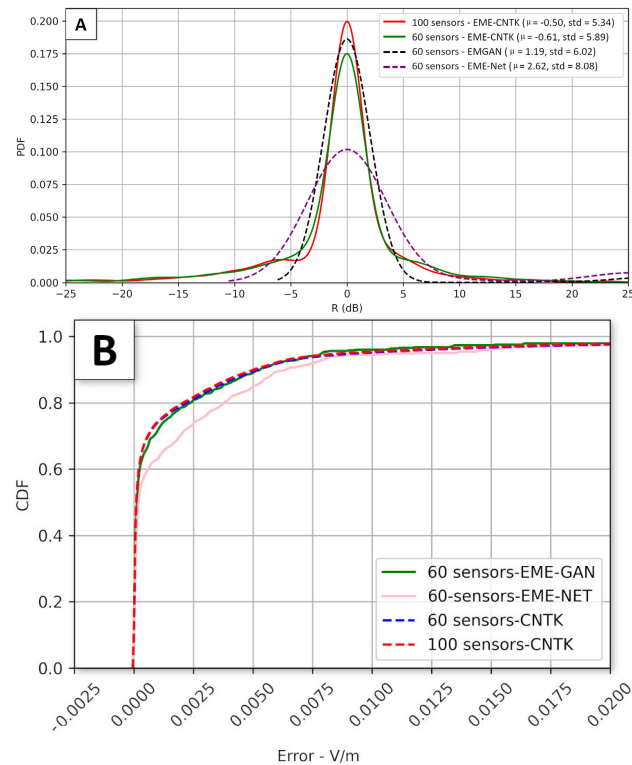 A
100 sensors - EME-CNTK ( μ = -0.50, std = 5.34)
60 sensors - EME-CNTK ( μ = -0.61, std = 5.89)
60 sensors - EMGAN ( μ = 1.19, std = 6.02)
60 sensors - EME-Net ( μ = 2.62, std = 8.08)
PDF
0.200
0.175
0.150
0.125
0.100
0.075
0.050
0.025
0.000
−25 −20 −15 −10 −5 0 5 10 15 20 25
R (dB)
B
CDF
1.0
0.8
0.6
0.4
0.2
0.0
60 sensors-EME-GAN
60-sensors-EME-NET
60 sensors-CNTK
100 sensors-CNTK
-0.0025 0.0000 0.0025 0.0050 0.0075 0.0100 0.0125 0.0150 0.0175 0.0200
Error - V/m